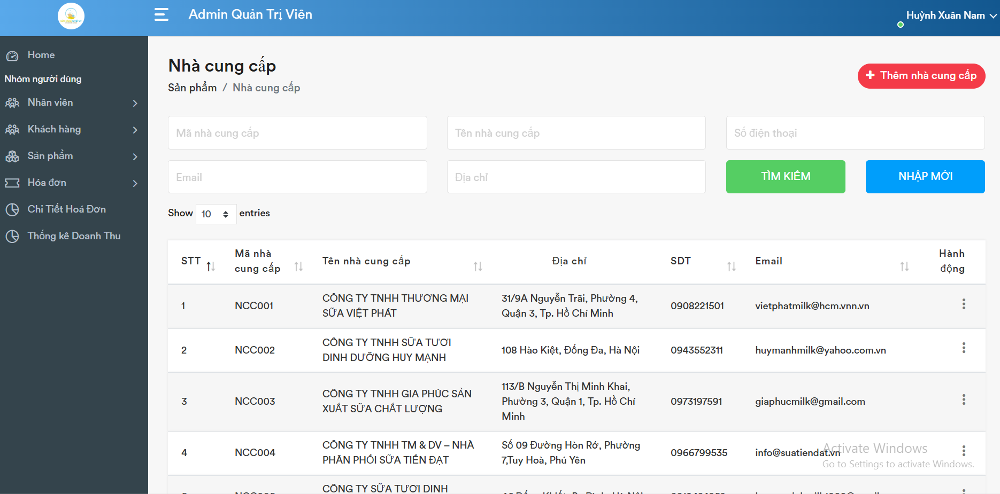 Admin Quản Trị Viên
Huỳnh Xuân Nam
Home
Nhóm người dùng
Nhân viên
Khách hàng
Sản phẩm
Hóa đơn
Chi Tiết Hoá Đơn
Thống kê Doanh Thu
Nhà cung cấp
Sản phẩm / Nhà cung cấp
Thêm nhà cung cấp
Mã nhà cung cấp
Tên nhà cung cấp
Số điện thoại
Email
Địa chỉ
TÌM KIẾM
NHẬP MỚI
Show 10 entries
STT
Mã nhà
cung cấp
Tên nhà cung cấp
Địa chỉ
SDT
Email
Hành
động
1
NCC001
CÔNG TY TNHH THƯƠNG MẠI
SỮA VIỆT PHÁT
31/9A Nguyễn Trãi, Phường 4,
Quận 3, Tp. Hồ Chí Minh
0908221501
vietphatmilk@hcm.vnn.vn
2
NCC002
CÔNG TY TNHH SỮA TƯƠI
DINH DƯỠNG HUY MẠNH
108 Hào Kiệt, Đống Đa, Hà Nội
0943552311
huymanhmilk@yahoo.com.vn
3
NCC003
CÔNG TY TNHH GIA PHÚC SẢN
XUẤT SỮA CHẤT LƯỢNG
113/B Nguyễn Thị Minh Khai,
Phường 3, Quận 1, Tp. Hồ Chí
Minh
0973197591
giaphucmilk@gmail.com
4
NCC004
CÔNG TY TNHH TM & DV – NHÀ
PHÂN PHỐI SỮA TIẾN ĐẠT
Số 09 Đường Hòn Rớ, Phường
7,Tuy Hoà, Phú Yên
0966799535
info@suatiendat.vn
Activate Windows
Go to Settings to activate Windows.
CÔNG TY SỮA TƯƠI DINH